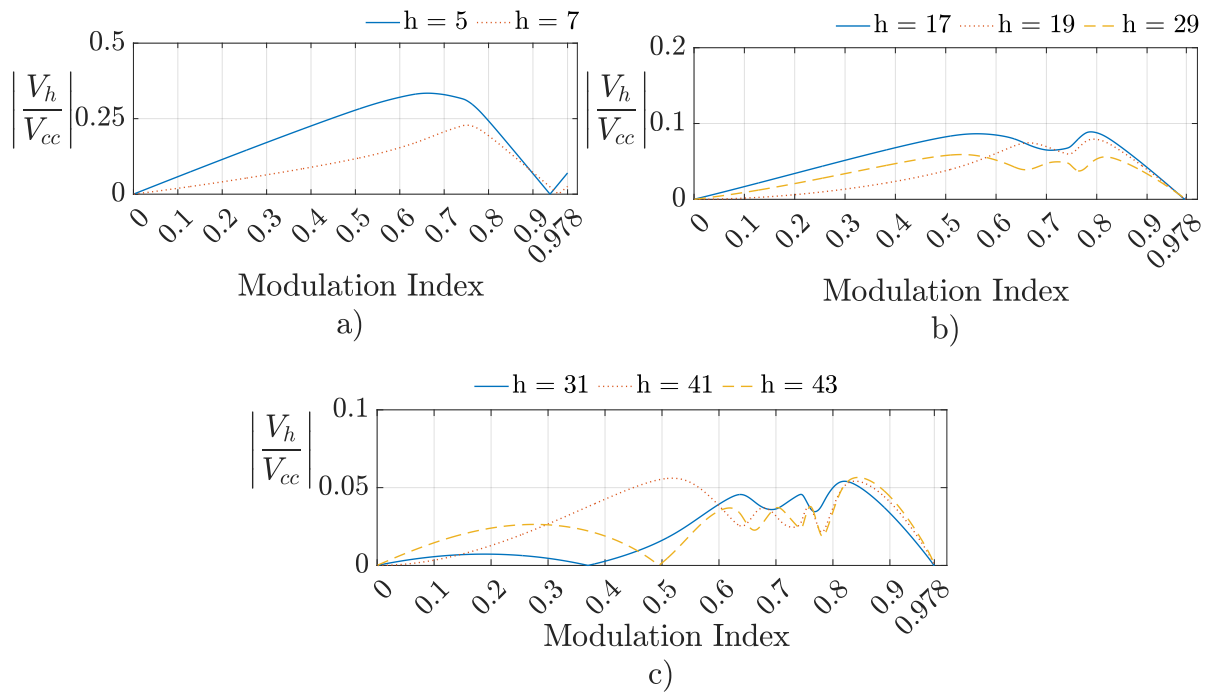 h = 5 h = 7
|V_h/V_cc|
0.5
0.25
0
0 0.1 0.2 0.3 0.4 0.5 0.6 0.7 0.8 0.9 0.978
Modulation Index
a)
h = 17 h = 19 h = 29
|V_h/V_cc|
0.2
0.1
0
0 0.1 0.2 0.3 0.4 0.5 0.6 0.7 0.8 0.9 0.978
Modulation Index
b)
h = 31 h = 41 h = 43
|V_h/V_cc|
0.1
0.05
0
0 0.1 0.2 0.3 0.4 0.5 0.6 0.7 0.8 0.9 0.978
Modulation Index
c)